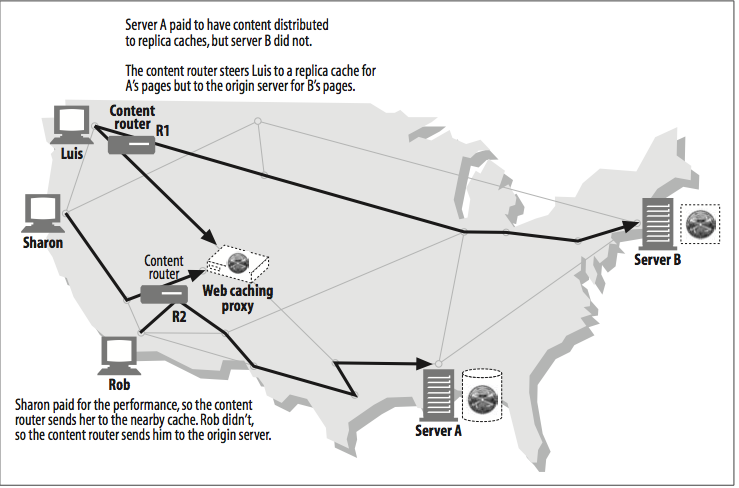 Server A paid to have content distributed
to replica caches, but server B did not.
The content router steers Luis to a replica cache for
A's pages but to the origin server for B's pages.
Content
router
R1
Luis
Sharon
Server B
Content
router
Web caching
proxy
R2
Rob
Sharon paid for the performance, so the content
router sends her to the nearby cache. Rob didn't,
so the content router sends him to the origin server.
Server A